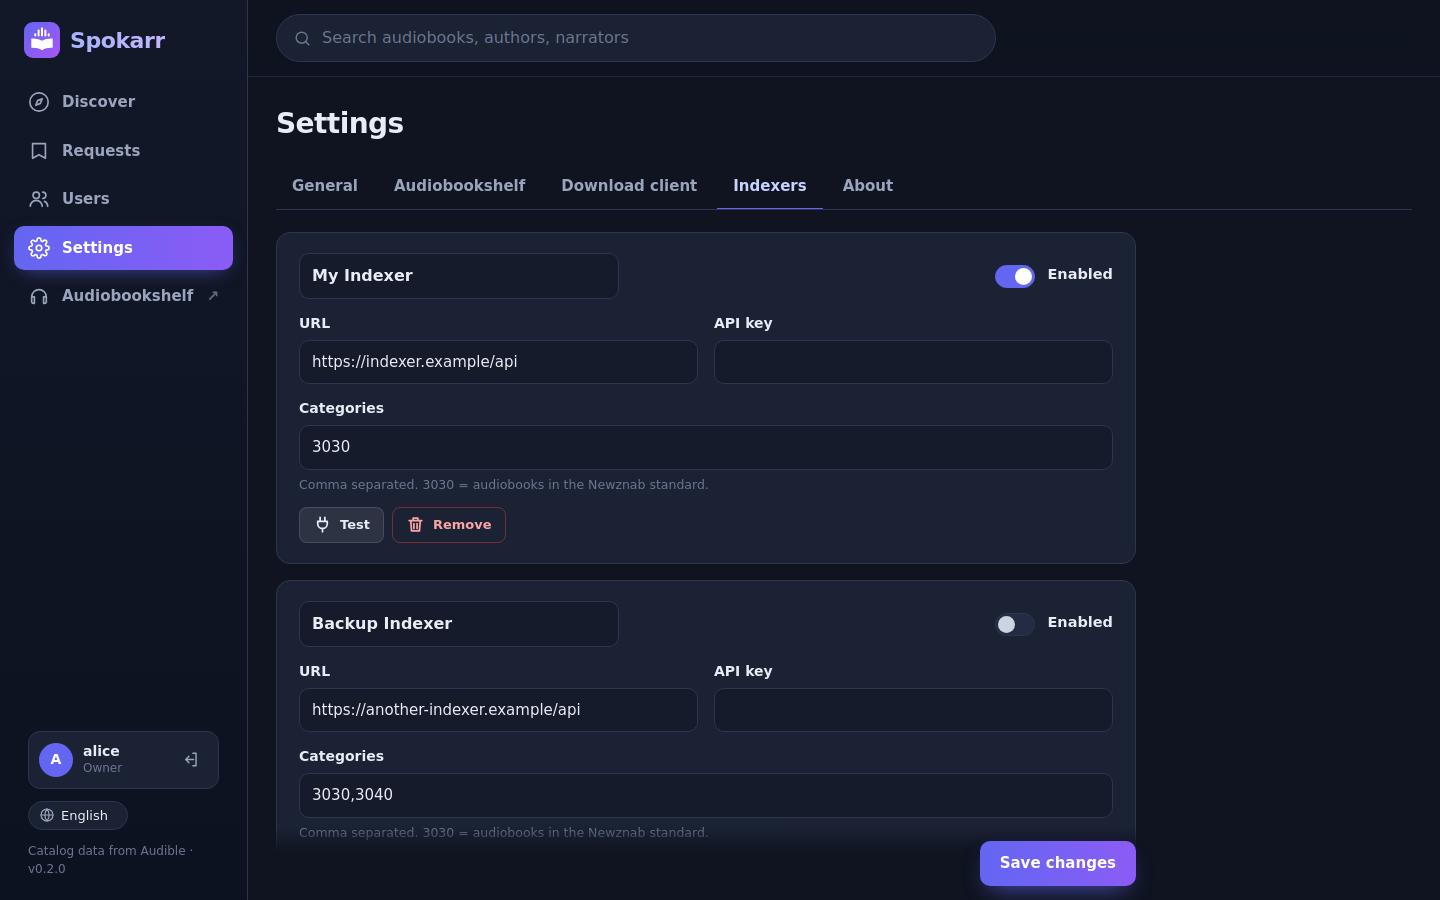 Spokarr
Search audiobooks, authors, narrators
Discover
Requests
Users
Settings
Audiobookshelf ↗
Settings
General Audiobookshelf Download client Indexers About
My Indexer
Enabled
URL
API key
https://indexer.example/api
Categories
3030
Comma separated. 3030 = audiobooks in the Newznab standard.
Test
Remove
Backup Indexer
Enabled
URL
API key
https://another-indexer.example/api
Categories
3030,3040
Comma separated. 3030 = audiobooks in the Newznab standard.
Save changes
A
alice
Owner
English
Catalog data from Audible ·
v0.2.0